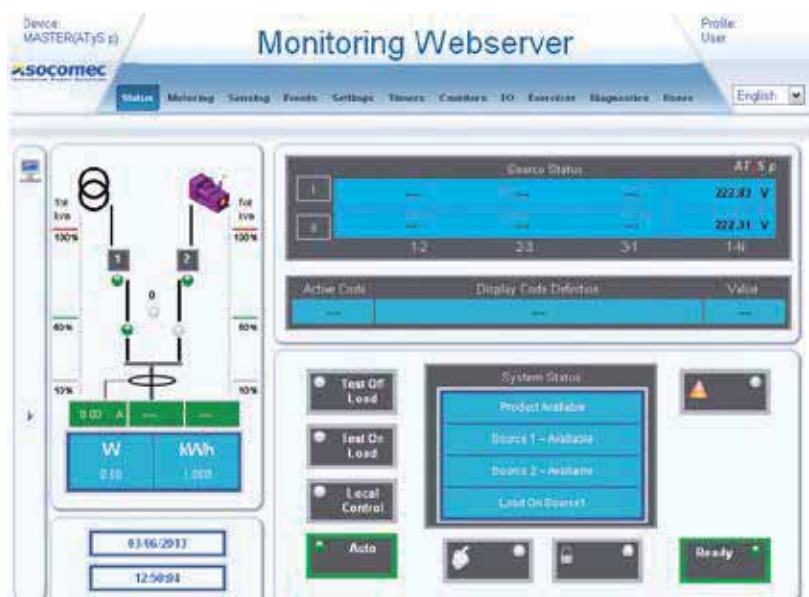 Device:
MASTER(ATyS p)
Monitoring Webserver
Profile:
User
socomec
Status Metering Sensing Events Settings Timers Counters IO Exercises Diagnostics
English
Source Status
I --- --- --- 222.83 V
II --- --- --- 222.31 V
1-2 2-3 3-1 1-N
kva
kva
100%
100%
1
2
0
60%
60%
10%
10%
0.00 A --- ---
W kWh
0.00
03/06/2013
12:50:04
Active Code Display Code Definition Value
--- --- ---
Test Off
Load
Test On
Load
Local
Control
Auto
System Status
Product Available
Source 1 - Available
Source 2 - Available
Load On Source1
Ready